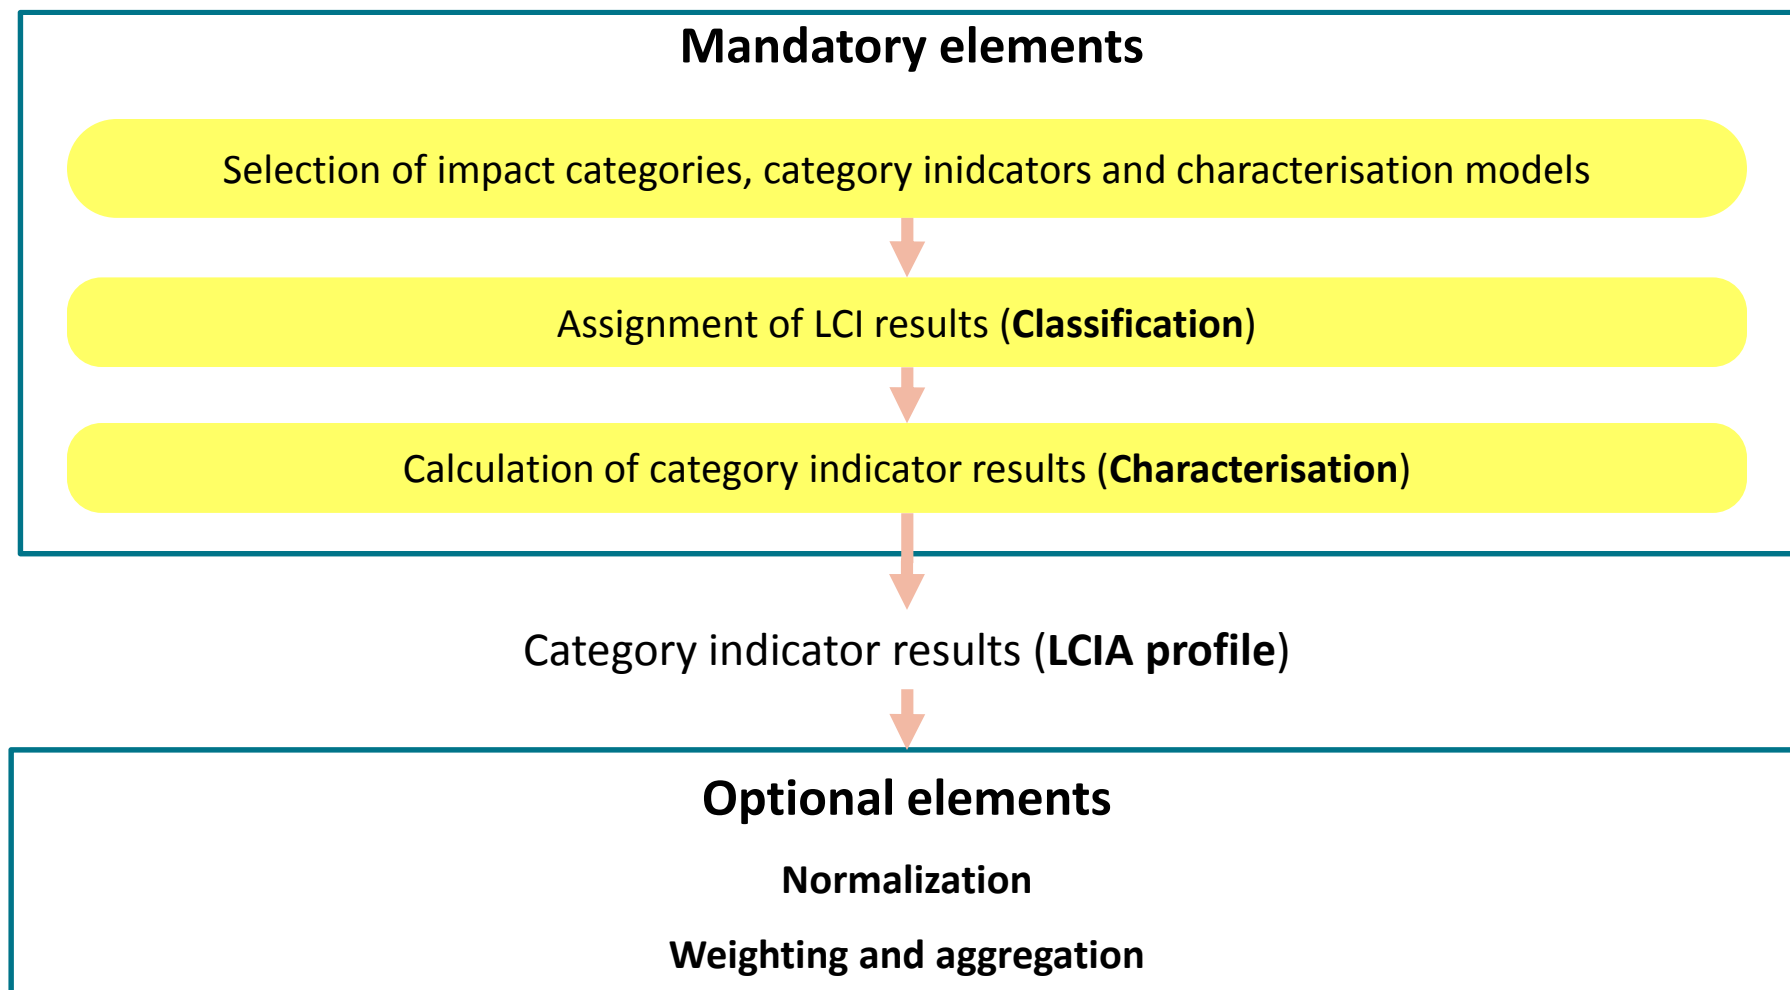 Mandatory elements
Selection of impact categories, category inidcators and characterisation models
Assignment of LCI results (Classification)
Calculation of category indicator results (Characterisation)
Category indicator results (LCIA profile)
Optional elements
Normalization
Weighting and aggregation